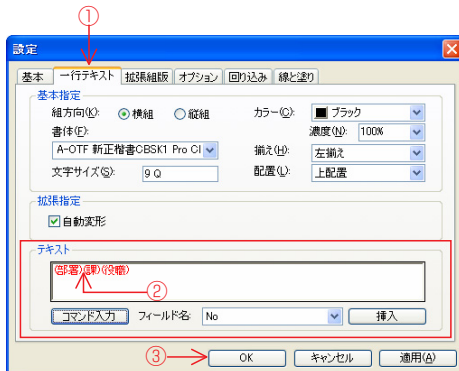 ①
設定
基本 一行テキスト 拡張組版 オプション 回り込み 線と塗り
基本指定
組方向(K): 横組 縦組 カラー(C): ブラック
書体(F): 濃度(N): 100%
A-OTF 新正楷書CBSK1 Pro Cl 揃え(H): 左揃え
文字サイズ(S): 9 Q 配置(L): 上配置
拡張指定
自動変形
テキスト
(部署)(課)(役職)
②
コマンド入力 フィールド名: No 挿入
③ OK キャンセル 適用(A)